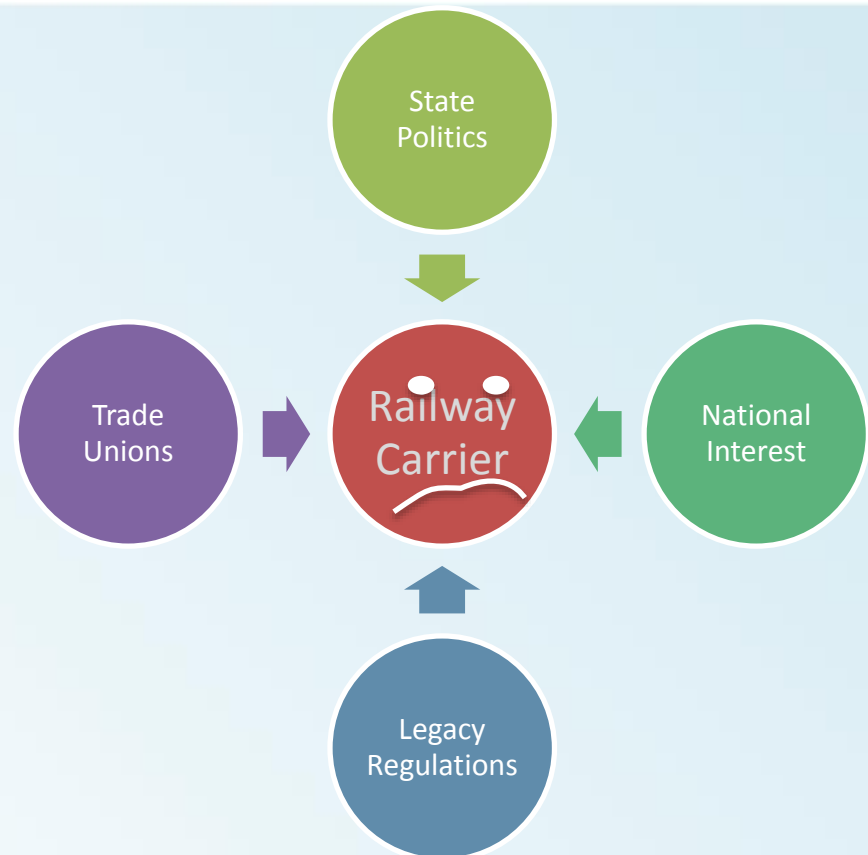 State
Politics
Trade
Unions
Railway
Carrier
National
Interest
Legacy
Regulations